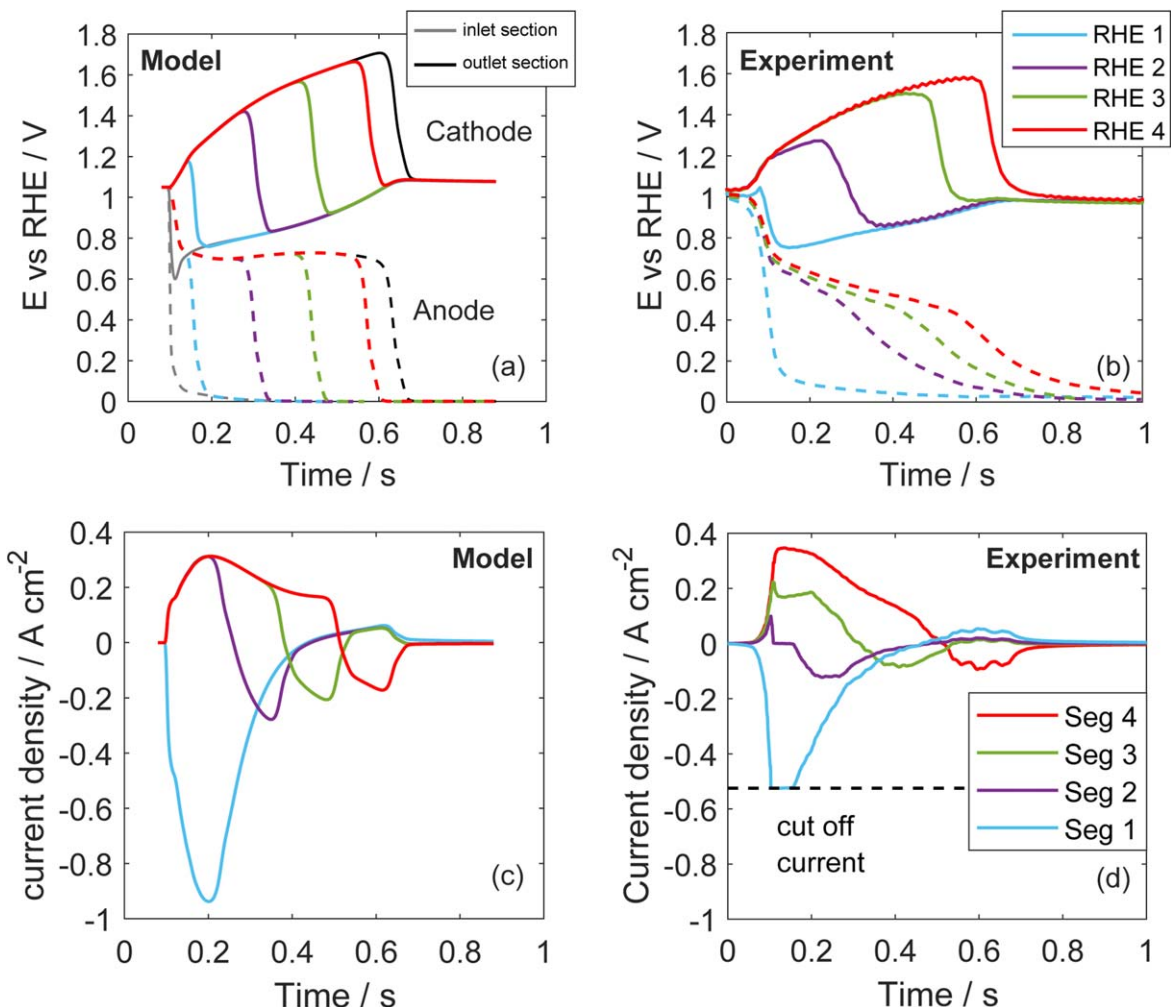 inlet section
outlet section
Model
Cathode
Anode
(a)
E vs RHE / V
1.8
1.6
1.4
1.2
1
0.8
0.6
0.4
0.2
0
0 0.2 0.4 0.6 0.8 1
Time / s
RHE 1
RHE 2
RHE 3
RHE 4
Experiment
(b)
E vs RHE / V
1.8
1.6
1.4
1.2
1
0.8
0.6
0.4
0.2
0
0 0.2 0.4 0.6 0.8 1
Time / s
Model
(c)
current density / A cm-2
0.4
0.2
0
-0.2
-0.4
-0.6
-0.8
-1
0 0.2 0.4 0.6 0.8 1
Time / s
Experiment
Seg 4
Seg 3
Seg 2
Seg 1
cut off
current
(d)
Current density / A cm-2
0.4
0.2
0
-0.2
-0.4
-0.6
-0.8
-1
0 0.2 0.4 0.6 0.8 1
Time / s